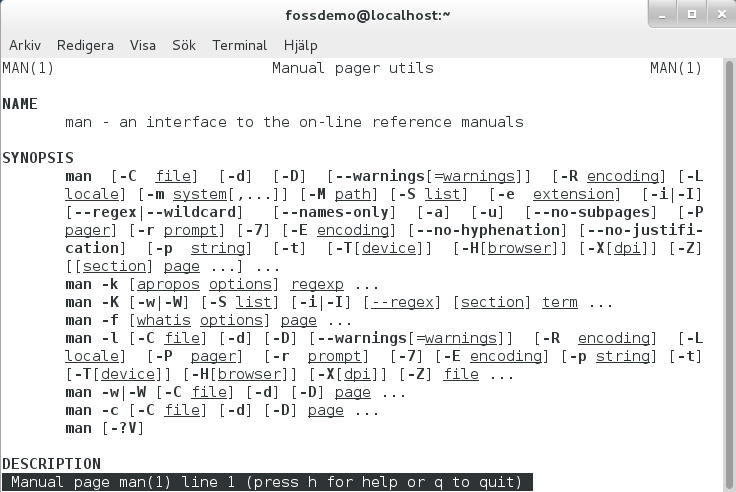 fossdemo@localhost:~
Arkiv Redigera Visa Sök Terminal Hjälp
MAN(1) Manual pager utils MAN(1)
NAME
man - an interface to the on-line reference manuals
SYNOPSIS
man [-C file] [-d] [-D] [--warnings[=warnings]] [-R encoding] [-L
locale] [-m system[,...]] [-M path] [-S list] [-e extension] [-i|-I]
[--regex|--wildcard] [--names-only] [-a] [-u] [--no-subpages] [-P
pager] [-r prompt] [-7] [-E encoding] [--no-hyphenation] [--no-justifi-
cation] [-p string] [-t] [-T[device]] [-H[browser]] [-X[dpi]] [-Z]
[[section] page ...] ...
man -k [apropos options] regexp ...
man -K [-w|-W] [-S list] [-i|-I] [--regex] [section] term ...
man -f [whatis options] page ...
man -l [-C file] [-d] [-D] [--warnings[=warnings]] [-R encoding] [-L
locale] [-P pager] [-r prompt] [-7] [-E encoding] [-p string] [-t]
[-T[device]] [-H[browser]] [-X[dpi]] [-Z] file ...
man -w|-W [-C file] [-d] [-D] page ...
man -c [-C file] [-d] [-D] page ...
man [-?V]
DESCRIPTION
Manual page man(1) line 1 (press h for help or q to quit)